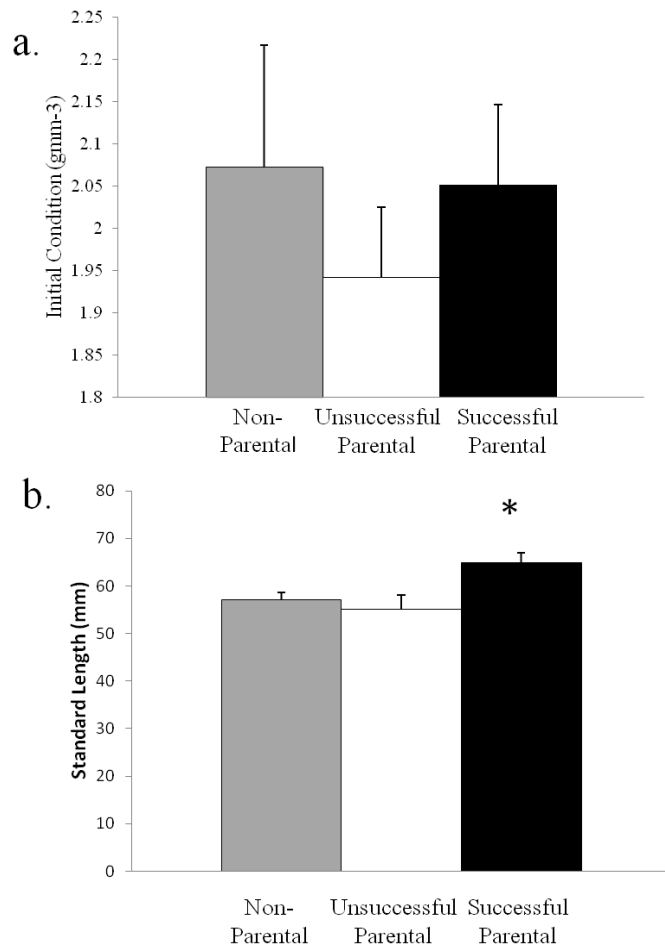 a.
Initial Condition (gmm-3)
2.25
2.2
2.15
2.1
2.05
2
1.95
1.9
1.85
1.8
Non-
Parental
Unsuccessful
Parental
Successful
Parental
b.
Standard Length (mm)
80
70
60
50
40
30
20
10
0
*
Non-
Parental
Unsuccessful
Parental
Successful
Parental